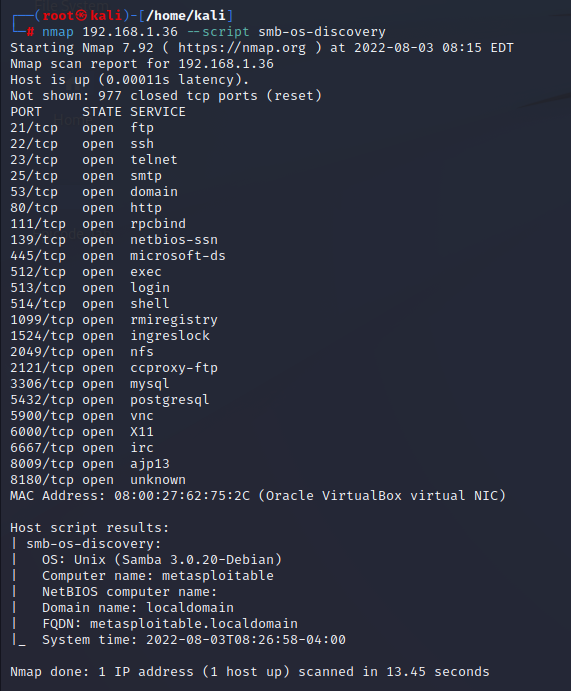 FileSystem
┌──(root㉿kali)-[/home/kali]
└─# nmap 192.168.1.36 --script smb-os-discovery
Starting Nmap 7.92 ( https://nmap.org ) at 2022-08-03 08:15 EDT
Nmap scan report for 192.168.1.36
Host is up (0.00011s latency).
Not shown: 977 closed tcp ports (reset)
PORT     STATE SERVICE
21/tcp   open  ftp
22/tcp   open  ssh
23/tcp   open  telnet
25/tcp   open  smtp
53/tcp   open  domain
80/tcp   open  http
111/tcp  open  rpcbind
139/tcp  open  netbios-ssn
445/tcp  open  microsoft-ds
512/tcp  open  exec
513/tcp  open  login
514/tcp  open  shell
1099/tcp open  rmiregistry
1524/tcp open  ingreslock
2049/tcp open  nfs
2121/tcp open  ccproxy-ftp
3306/tcp open  mysql
5432/tcp open  postgresql
5900/tcp open  vnc
6000/tcp open  X11
6667/tcp open  irc
8009/tcp open  ajp13
8180/tcp open  unknown
MAC Address: 08:00:27:62:75:2C (Oracle VirtualBox virtual NIC)

Host script results:
| smb-os-discovery:
|   OS: Unix (Samba 3.0.20-Debian)
|   Computer name: metasploitable
|   NetBIOS computer name:
|   Domain name: localdomain
|   FQDN: metasploitable.localdomain
|_  System time: 2022-08-03T08:26:58-04:00

Nmap done: 1 IP address (1 host up) scanned in 13.45 seconds